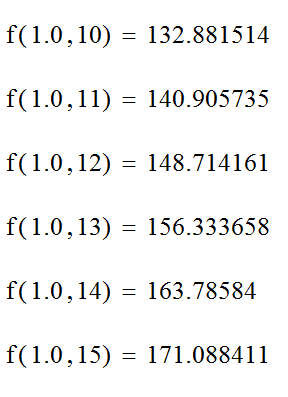 f(1.0,10) = 132.881514
f(1.0,11) = 140.905735
f(1.0,12) = 148.714161
f(1.0,13) = 156.333658
f(1.0,14) = 163.78584
f(1.0,15) = 171.088411